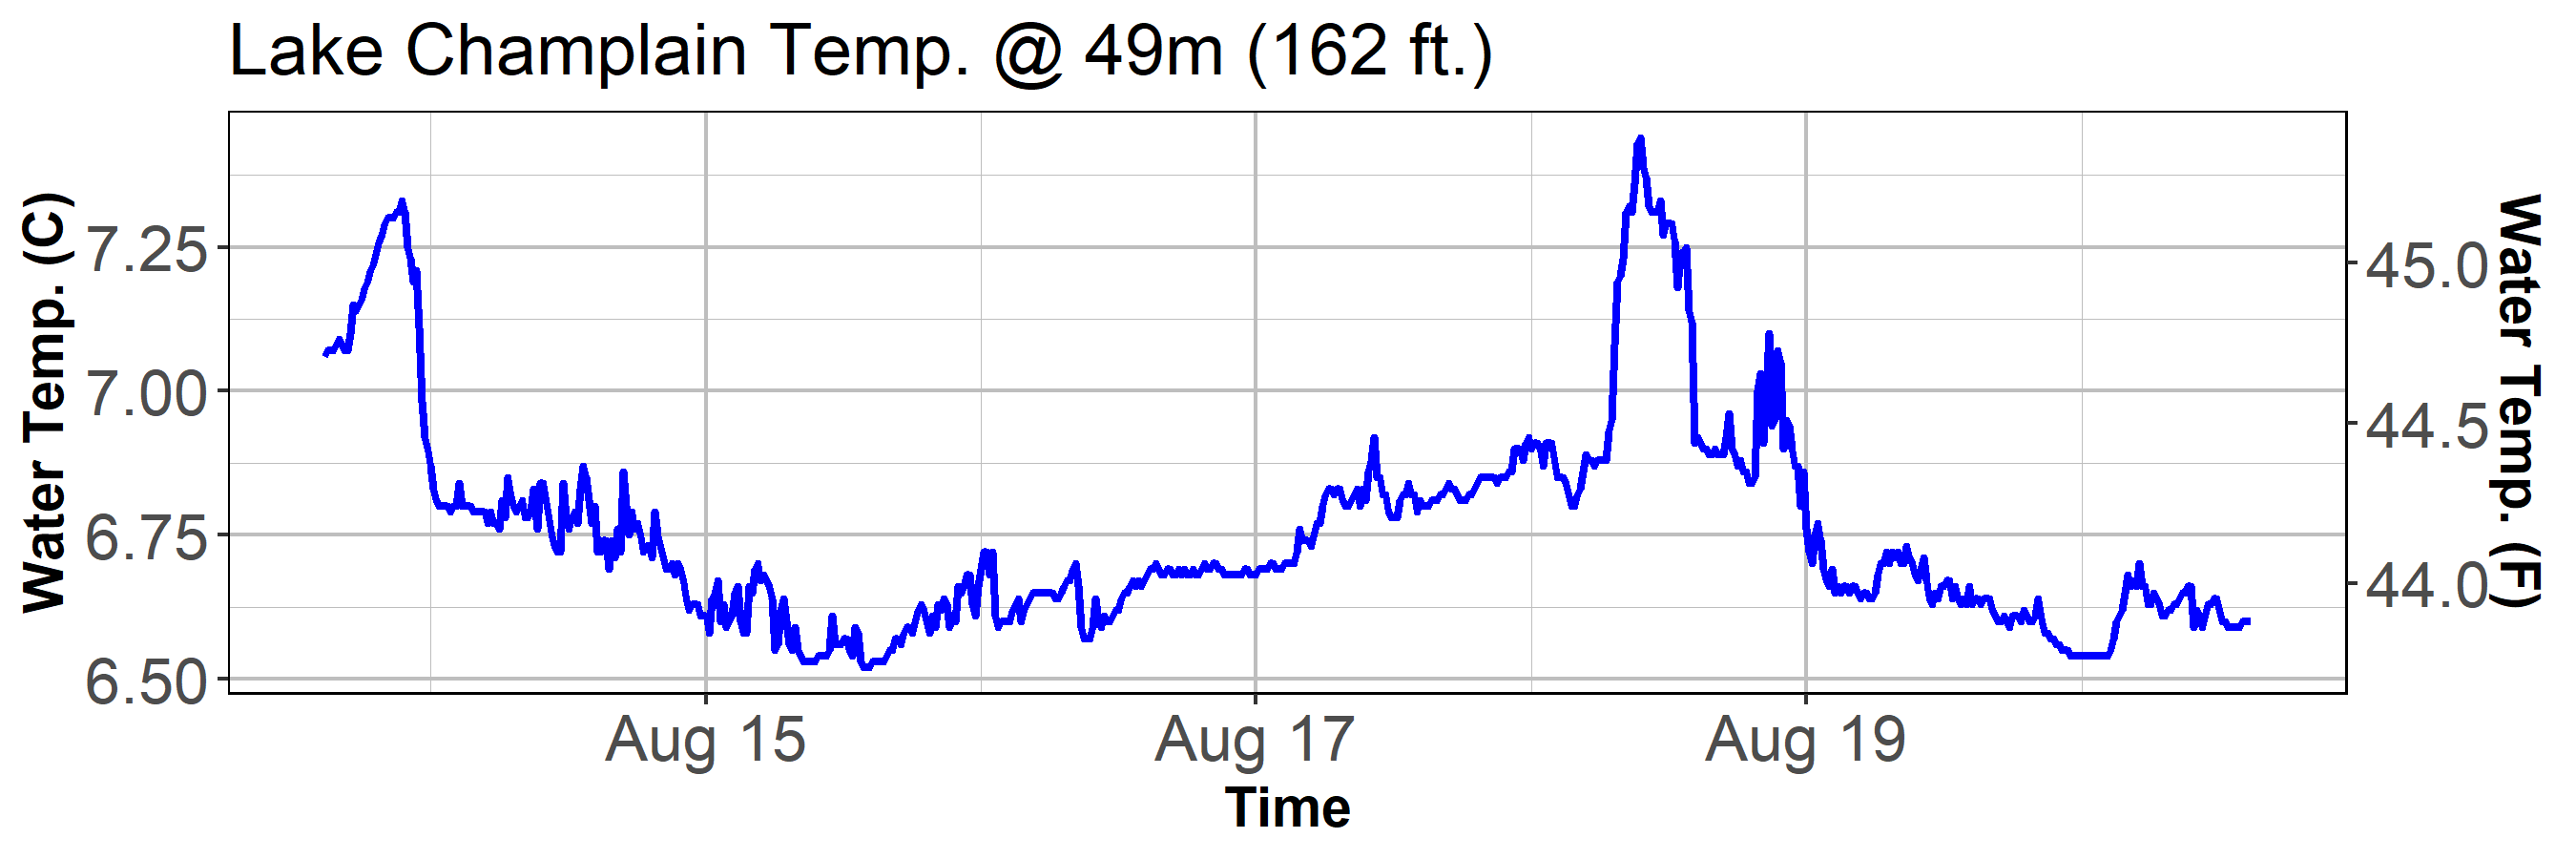 Lake Champlain Temp. @ 49m (162 ft.)
Water Temp. (C)
7.25
7.00
6.75
6.50
45.0
44.5
44.0
Water Temp. (F)
Aug 15
Aug 17
Aug 19
Time